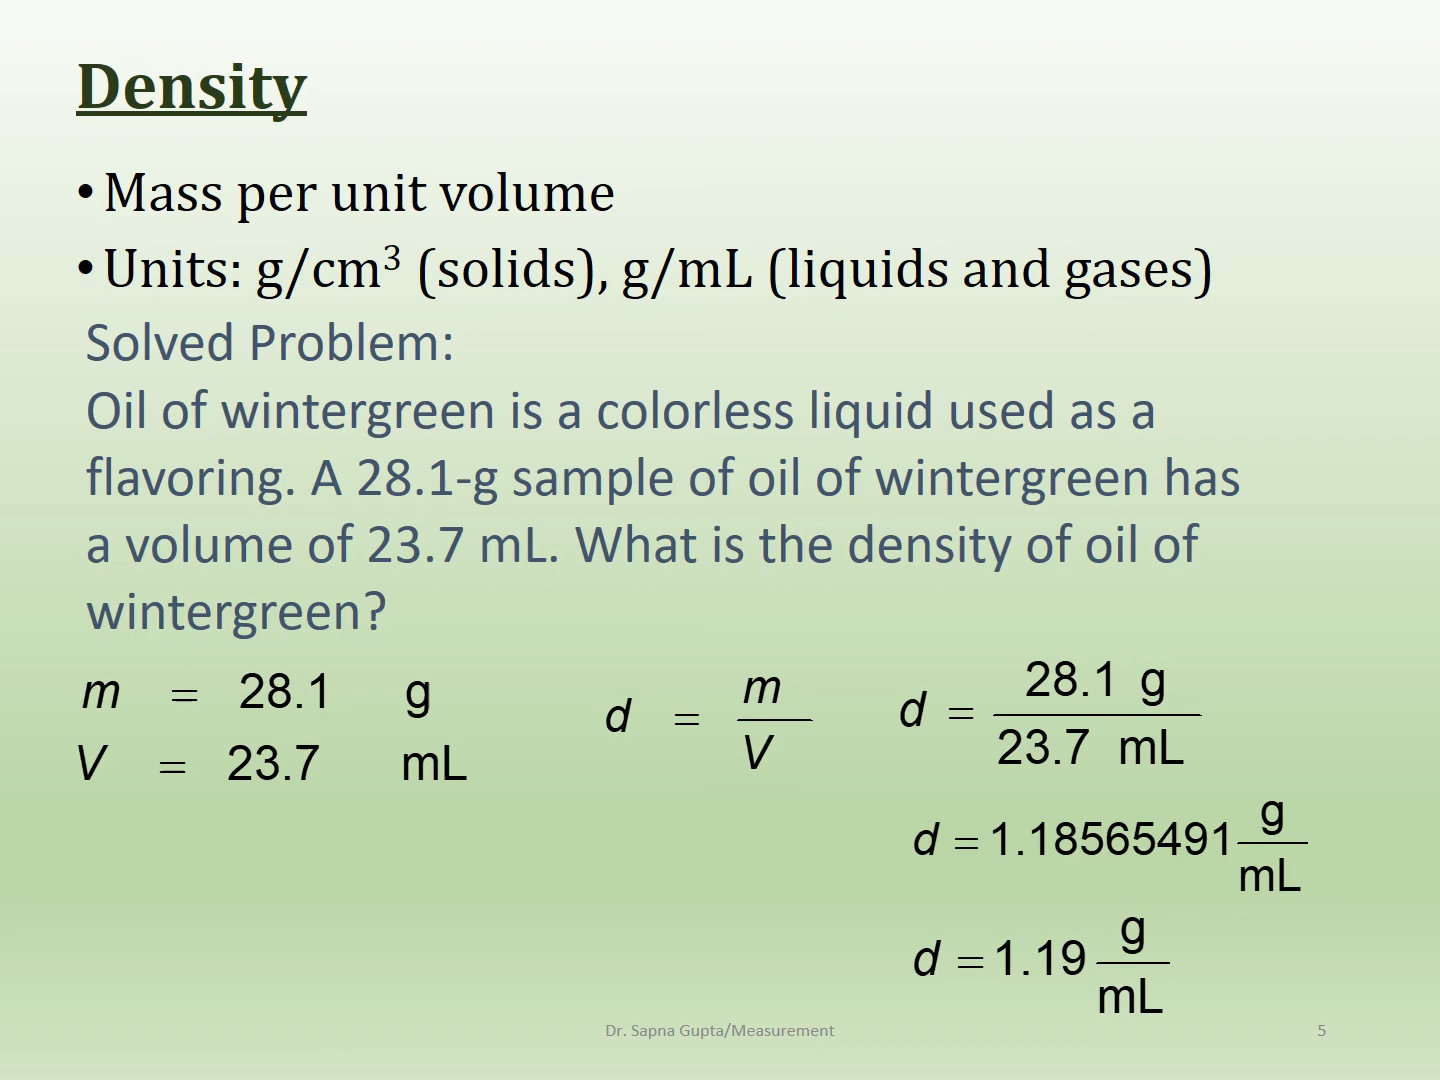 Density
• Mass per unit volume
• Units: g/cm³ (solids), g/mL (liquids and gases)
Solved Problem:
Oil of wintergreen is a colorless liquid used as a
flavoring. A 28.1-g sample of oil of wintergreen has
a volume of 23.7 mL. What is the density of oil of
wintergreen?
m = 28.1 g
V = 23.7 mL
d = m/V
d = 28.1 g/23.7 mL
d = 1.18565491 g/mL
d = 1.19 g/mL
Dr. Sapna Gupta/Measurement
5